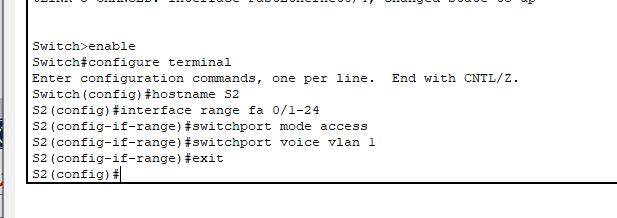 Switch>enable
Switch#configure terminal
Enter configuration commands, one per line.  End with CNTL/Z.
Switch(config)#hostname S2
S2(config)#interface range fa 0/1-24
S2(config-if-range)#switchport mode access
S2(config-if-range)#switchport voice vlan 1
S2(config-if-range)#exit
S2(config)#